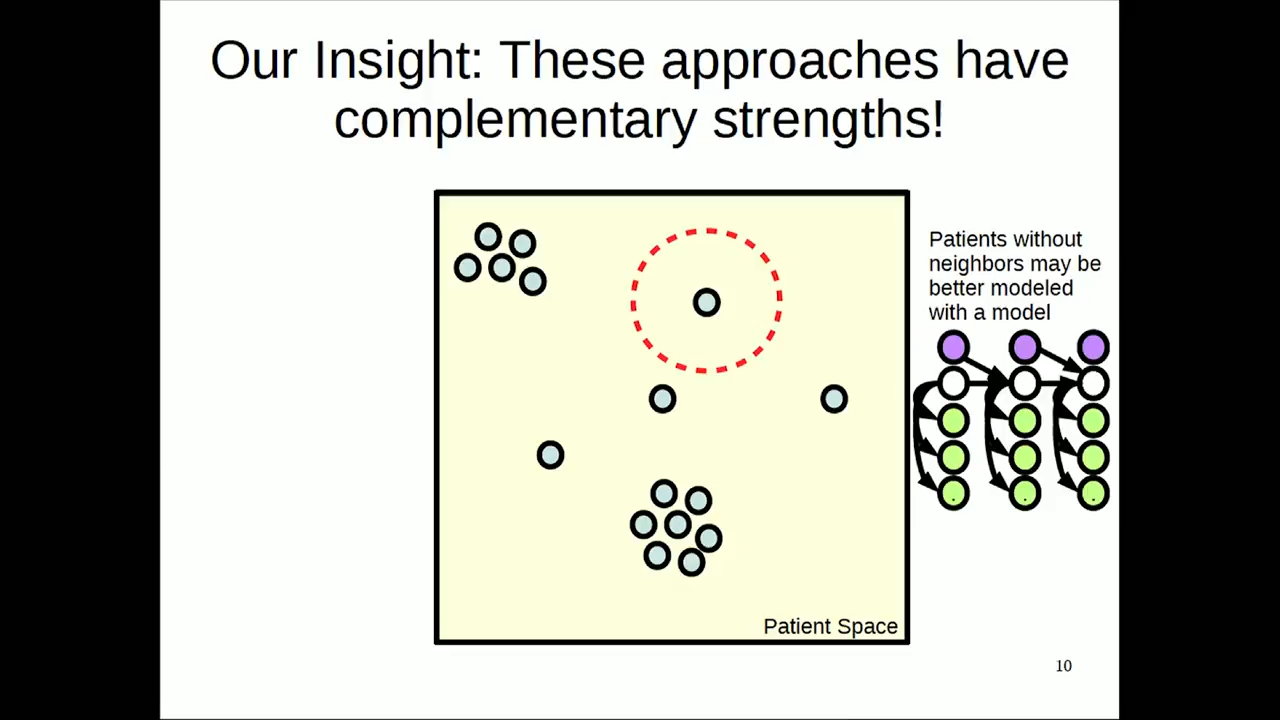 Our Insight: These approaches have
complementary strengths!
Patients without
neighbors may be
better modeled
with a model
Patient Space
10